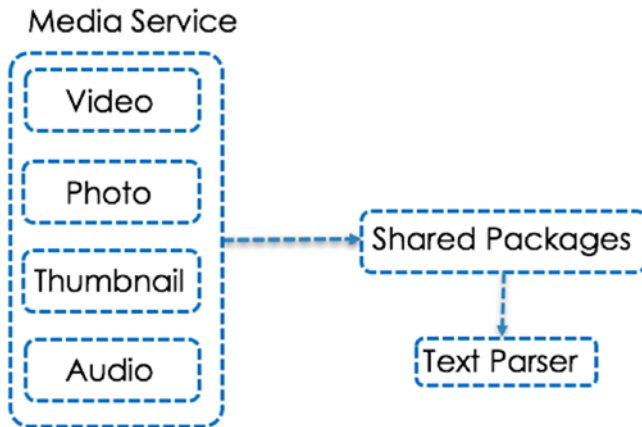 Media Service
Video
Photo
Thumbnail
Audio
Shared Packages
Text Parser